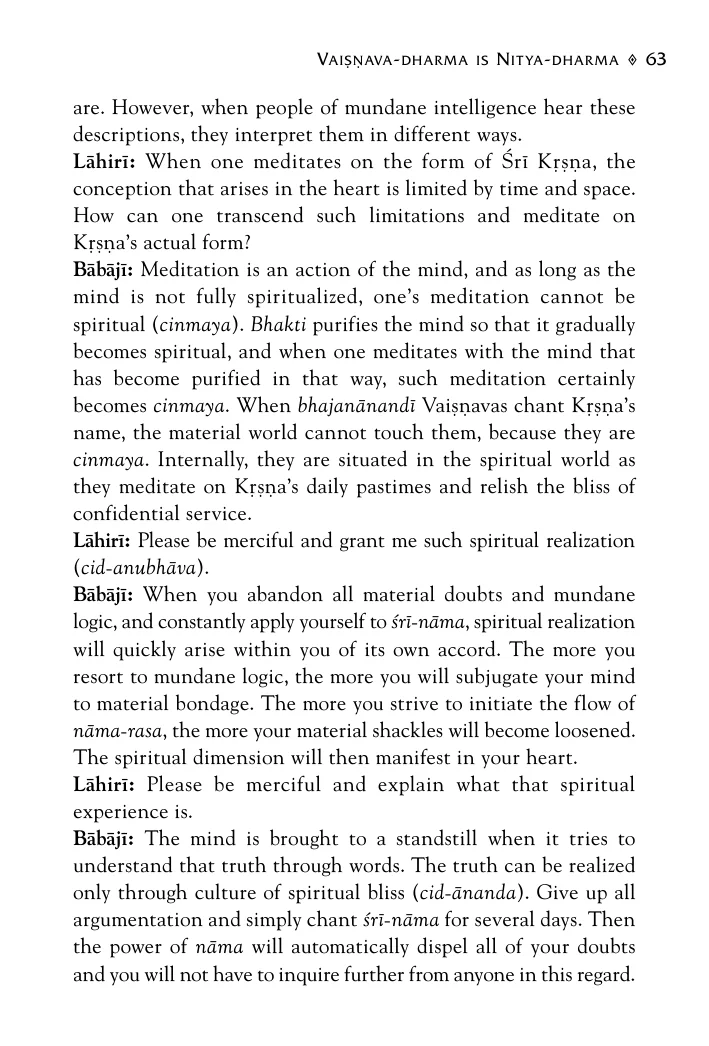 VAIṢṆAVA-DHARMA IS NITYA-DHARMA ◈ 63
are. However, when people of mundane intelligence hear these
descriptions, they interpret them in different ways.
Lāhirī: When one meditates on the form of Śrī Kṛṣṇa, the
conception that arises in the heart is limited by time and space.
How can one transcend such limitations and meditate on
Kṛṣṇa’s actual form?
Bābājī: Meditation is an action of the mind, and as long as the
mind is not fully spiritualized, one’s meditation cannot be
spiritual (cinmaya). Bhakti purifies the mind so that it gradually
becomes spiritual, and when one meditates with the mind that
has become purified in that way, such meditation certainly
becomes cinmaya. When bhajanānandī Vaiṣṇavas chant Kṛṣṇa’s
name, the material world cannot touch them, because they are
cinmaya. Internally, they are situated in the spiritual world as
they meditate on Kṛṣṇa’s daily pastimes and relish the bliss of
confidential service.
Lāhirī: Please be merciful and grant me such spiritual realization
(cid-anubhāva).
Bābājī: When you abandon all material doubts and mundane
logic, and constantly apply yourself to śrī-nāma, spiritual realization
will quickly arise within you of its own accord. The more you
resort to mundane logic, the more you will subjugate your mind
to material bondage. The more you strive to initiate the flow of
nāma-rasa, the more your material shackles will become loosened.
The spiritual dimension will then manifest in your heart.
Lāhirī: Please be merciful and explain what that spiritual
experience is.
Bābājī: The mind is brought to a standstill when it tries to
understand that truth through words. The truth can be realized
only through culture of spiritual bliss (cid-ānanda). Give up all
argumentation and simply chant śrī-nāma for several days. Then
the power of nāma will automatically dispel all of your doubts
and you will not have to inquire further from anyone in this regard.